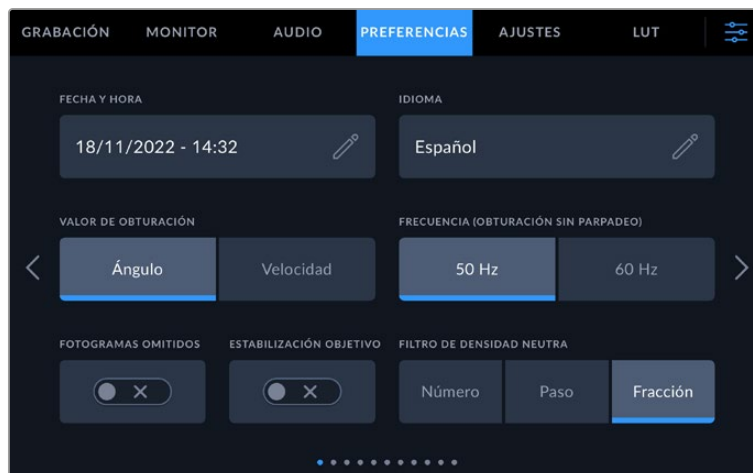 GRABACIÓN MONITOR AUDIO PREFERENCIAS AJUSTES LUT
FECHA Y HORA IDIOMA
18/11/2022 - 14:32 Español
VALOR DE OBTURACIÓN FRECUENCIA (OBTURACIÓN SIN PARPADEO)
Ángulo Velocidad 50 Hz 60 Hz
FOTOGRAMAS OMITIDOS ESTABILIZACIÓN OBJETIVO FILTRO DE DENSIDAD NEUTRA
Número Paso Fracción